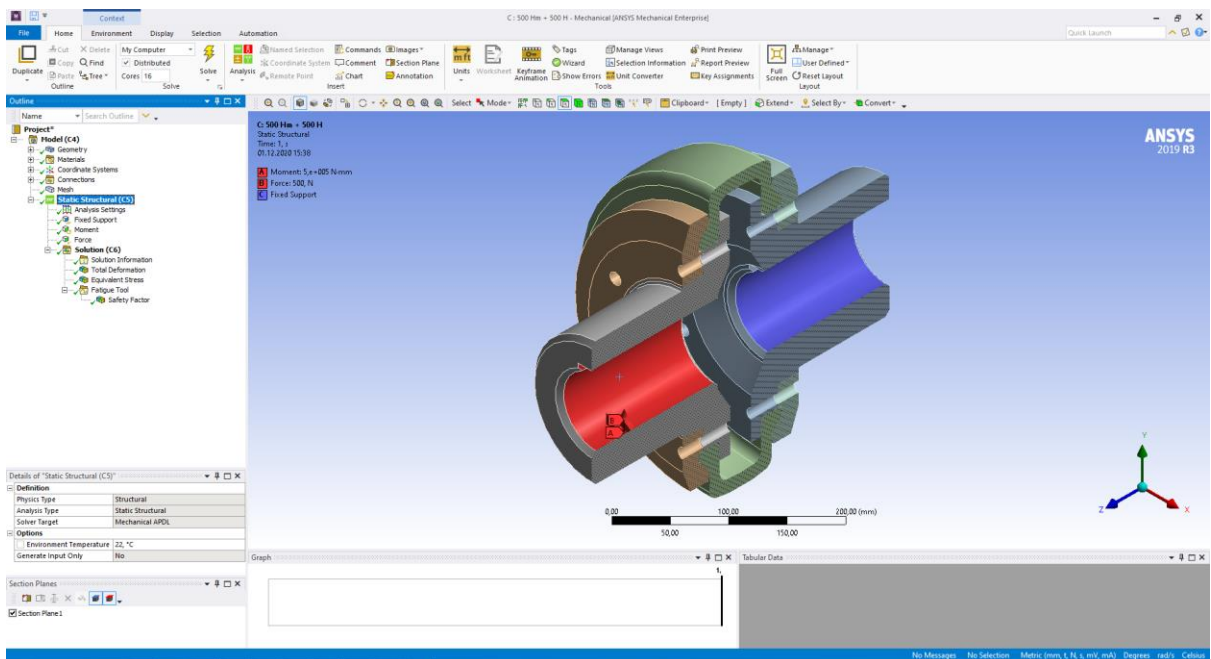 Context
C : 500 Hm + 500 H - Mechanical [ANSYS Mechanical Enterprise]
File Home Environment Display Selection Automation
Quick Launch
Duplicate
Cut X Delete
Copy Find
Paste Tree
Outline
My Computer
Distributed
Cores 16
Solve
Solve
Analysis
Named Selection Commands Images
Coordinate System Comment Section Plane
Remote Point Chart Annotation
Insert
Units Worksheet Keyframe Animation
Tags Manage Views Print Preview
Wizard Selection Information Report Preview
Show Errors Unit Converter Key Assignments
Tools
Full Screen
Manage
User Defined
Reset Layout
Layout
Outline
Select Mode Clipboard [Empty] Extend Select By Convert
Name Search Outline
Project*
Model (C4)
Geometry
Materials
Coordinate Systems
Connections
Mesh
Static Structural (C5)
Analysis Settings
Fixed Support
Moment
Force
Solution (C6)
Solution Information
Total Deformation
Equivalent Stress
Fatigue Tool
Safety Factor
C: 500 Hm + 500 H
Static Structural
Time: 1, s
01.12.2020 15:38
A Moment: 5,e+005 N·mm
B Force: 500, N
C Fixed Support
ANSYS
2019 R3
B
A
Y
Z X
0,00 100,00 200,00 (mm)
50,00 150,00
Details of "Static Structural (C5)"
Definition
Physics Type Structural
Analysis Type Static Structural
Solver Target Mechanical APDL
Options
Environment Temperature 22, °C
Generate Input Only No
Section Planes
Section Plane 1
Graph
1,
Tabular Data
No Messages No Selection Metric (mm, t, N, s, mV, mA) Degrees rad/s Celsius